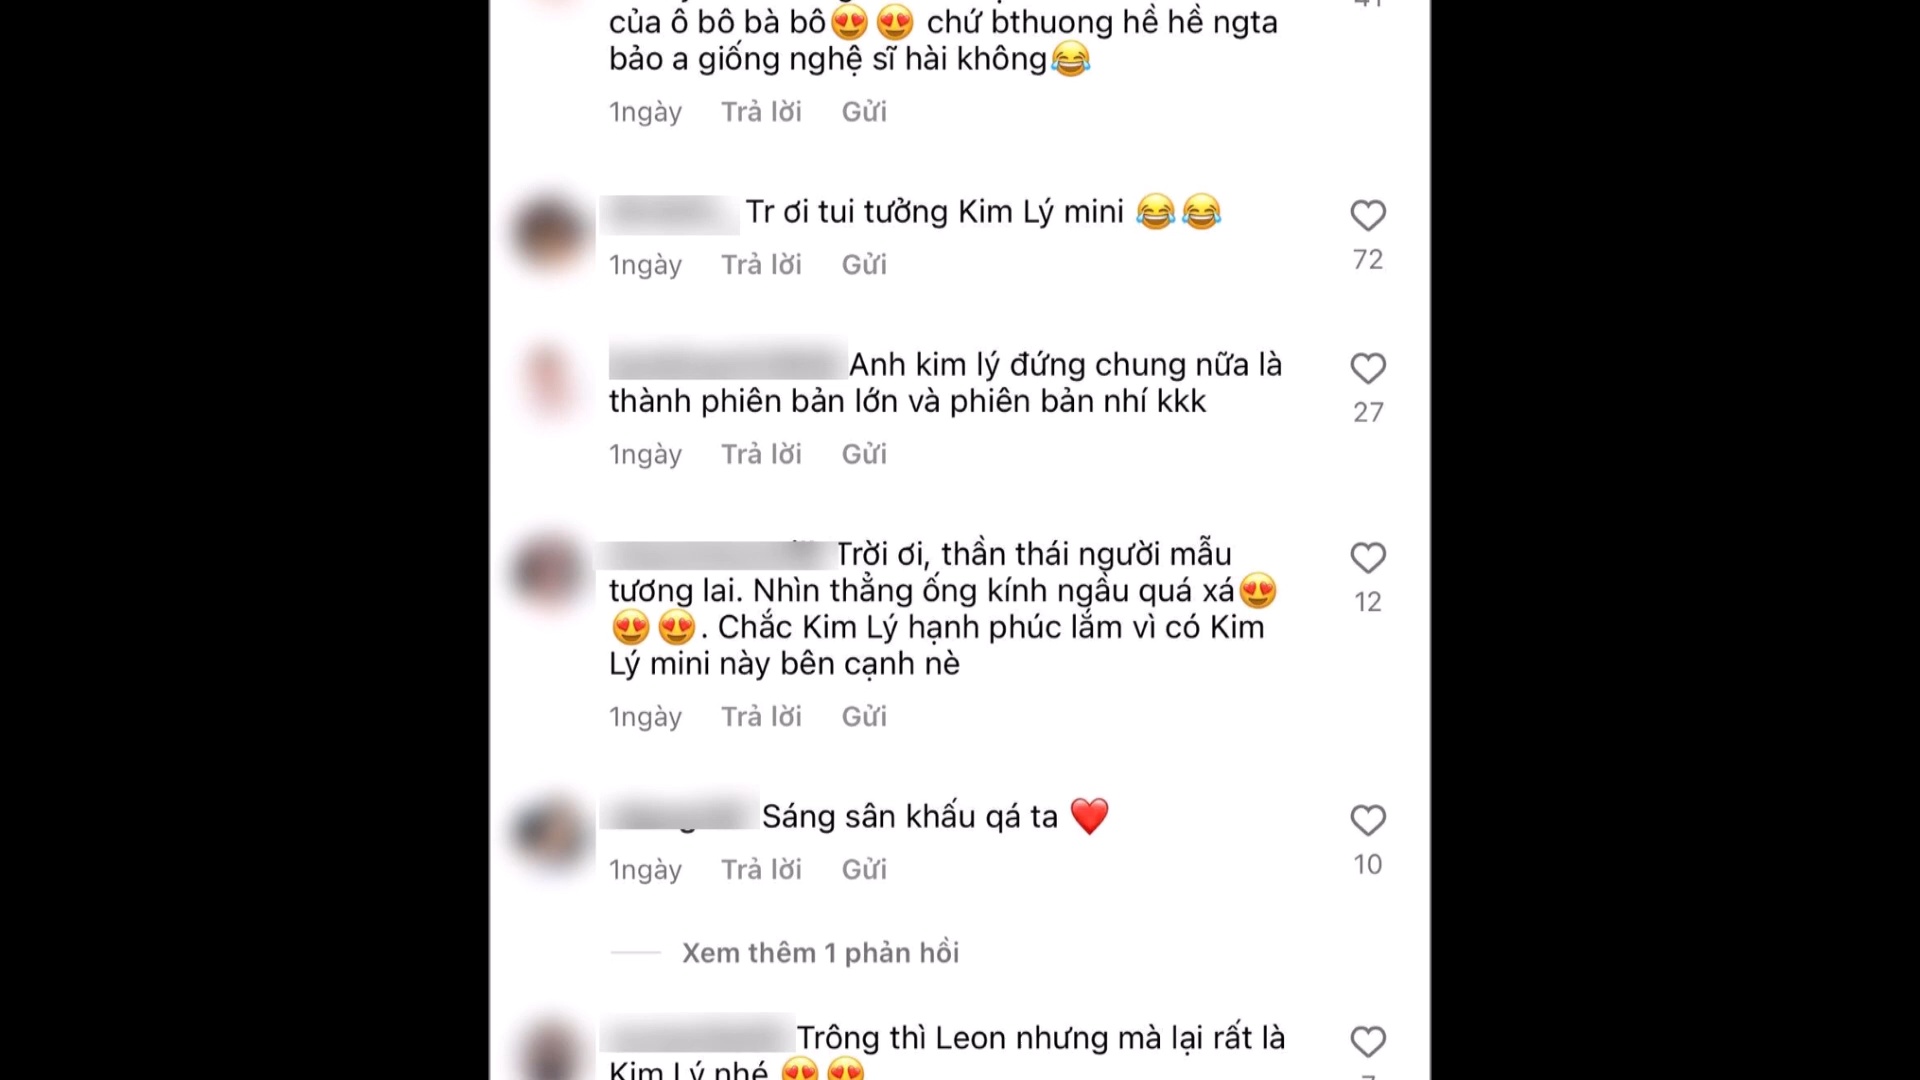 của ô bô bà bô😍😍 chứ bthuong hề hề ngta
bảo a giống nghệ sĩ hài không😂
1ngày Trả lời Gửi
Tr ơi tui tưởng Kim Lý mini 😂😂
72
1ngày Trả lời Gửi
Anh kim lý đứng chung nữa là
thành phiên bản lớn và phiên bản nhí kkk
27
1ngày Trả lời Gửi
Trời ơi, thần thái người mẫu
tương lai. Nhìn thẳng ống kính ngầu quá xá😍
😍😍. Chắc Kim Lý hạnh phúc lắm vì có Kim
12
Lý mini này bên cạnh nè
1ngày Trả lời Gửi
Sáng sân khấu qá ta ❤️
10
1ngày Trả lời Gửi
Xem thêm 1 phản hồi
Trông thì Leon nhưng mà lại rất là
Kim Lý nhé 😍😍